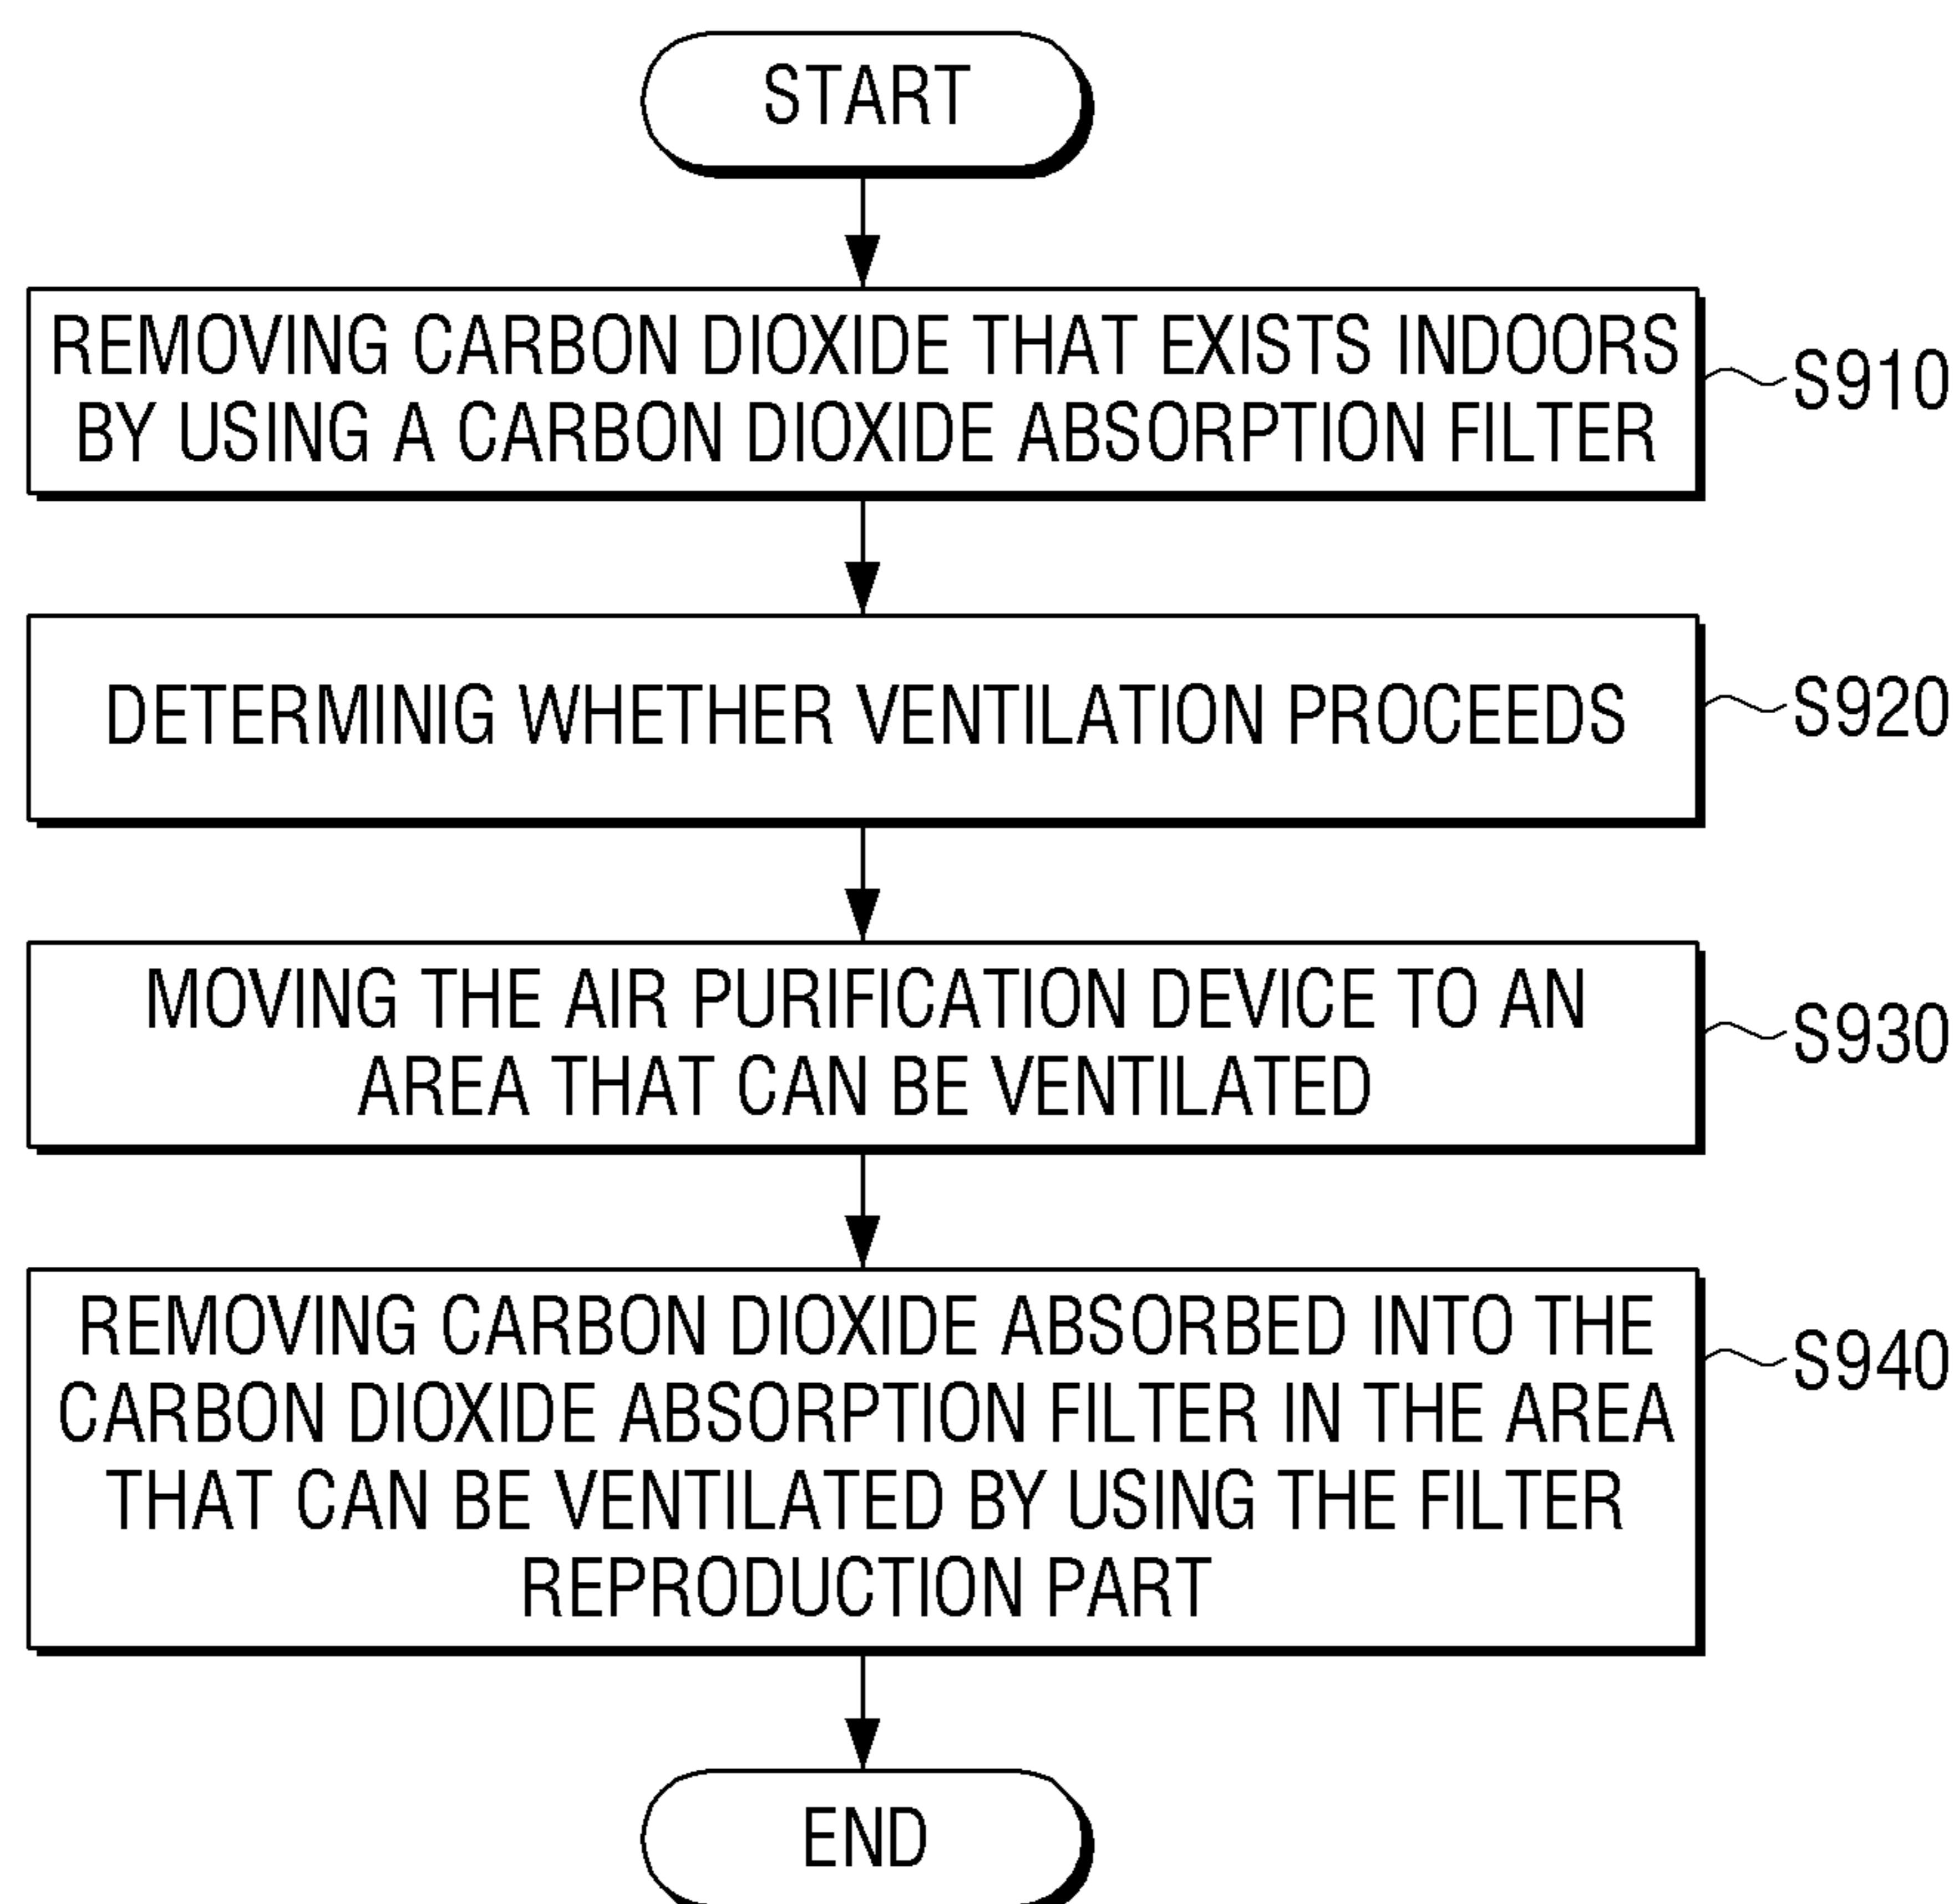 START
REMOVING CARBON DIOXIDE THAT EXISTS INDOORS
BY USING A CARBON DIOXIDE ABSORPTION FILTER
S910
DETERMINIG WHETHER VENTILATION PROCEEDS
S920
MOVING THE AIR PURIFICATION DEVICE TO AN
AREA THAT CAN BE VENTILATED
S930
REMOVING CARBON DIOXIDE ABSORBED INTO THE
CARBON DIOXIDE ABSORPTION FILTER IN THE AREA
THAT CAN BE VENTILATED BY USING THE FILTER
REPRODUCTION PART
S940
END